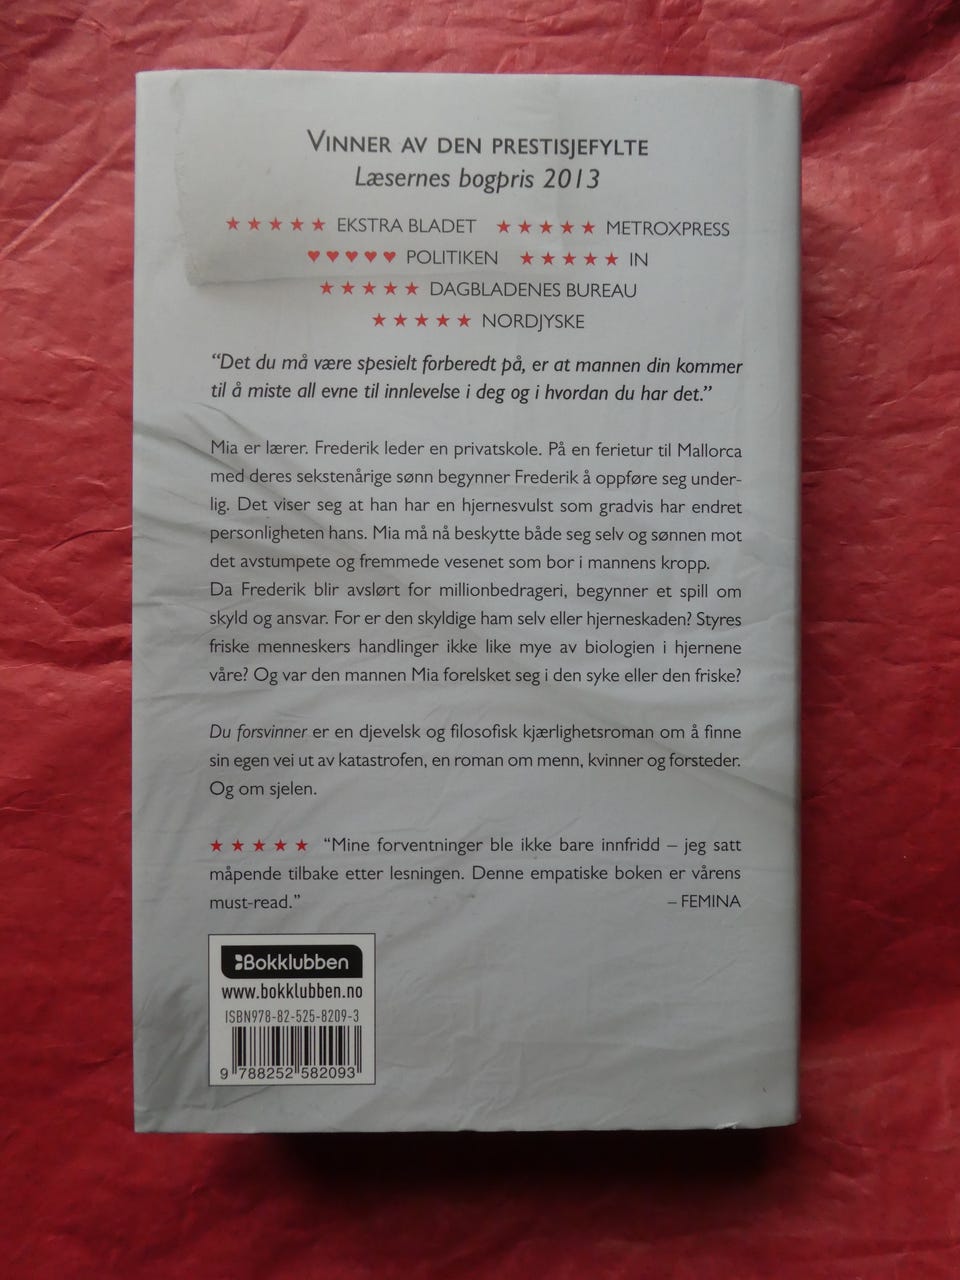 VINNER AV DEN PRESTISJEFYLTE
Læsernes bogpris 2013
★★★★★ EKSTRA BLADET ★★★★★ METROXPRESS
♥♥♥♥♥ POLITIKEN ★★★★★ IN
★★★★★ DAGBLADENES BUREAU
★★★★★ NORDJYSKE
“Det du må være spesielt forberedt på, er at mannen din kommer
til å miste all evne til innlevelse i deg og i hvordan du har det.”
Mia er lærer. Frederik leder en privatskole. På en ferietur til Mallorca
med deres sekstenårige sønn begynner Frederik å oppføre seg under-
lig. Det viser seg at han har en hjernesvulst som gradvis har endret
personligheten hans. Mia må nå beskytte både seg selv og sønnen mot
det avstumpete og fremmede vesenet som bor i mannens kropp.
Da Frederik blir avslørt for millionbedrageri, begynner et spill om
skyld og ansvar. For er den skyldige ham selv eller hjerneskaden? Styres
friske menneskers handlinger ikke like mye av biologien i hjernene
våre? Og var den mannen Mia forelsket seg i den syke eller den friske?
Du forsvinner er en djevelsk og filosofisk kjærlighetsroman om å finne
sin egen vei ut av katastrofen, en roman om menn, kvinner og forsteder.
Og om sjelen.
★★★★★ “Mine forventninger ble ikke bare innfridd – jeg satt
måpende tilbake etter lesningen. Denne empatiske boken er vårens
must-read.” – FEMINA
Bokklubben
www.bokklubben.no
ISBN978-82-525-8209-3
9 788252 582093